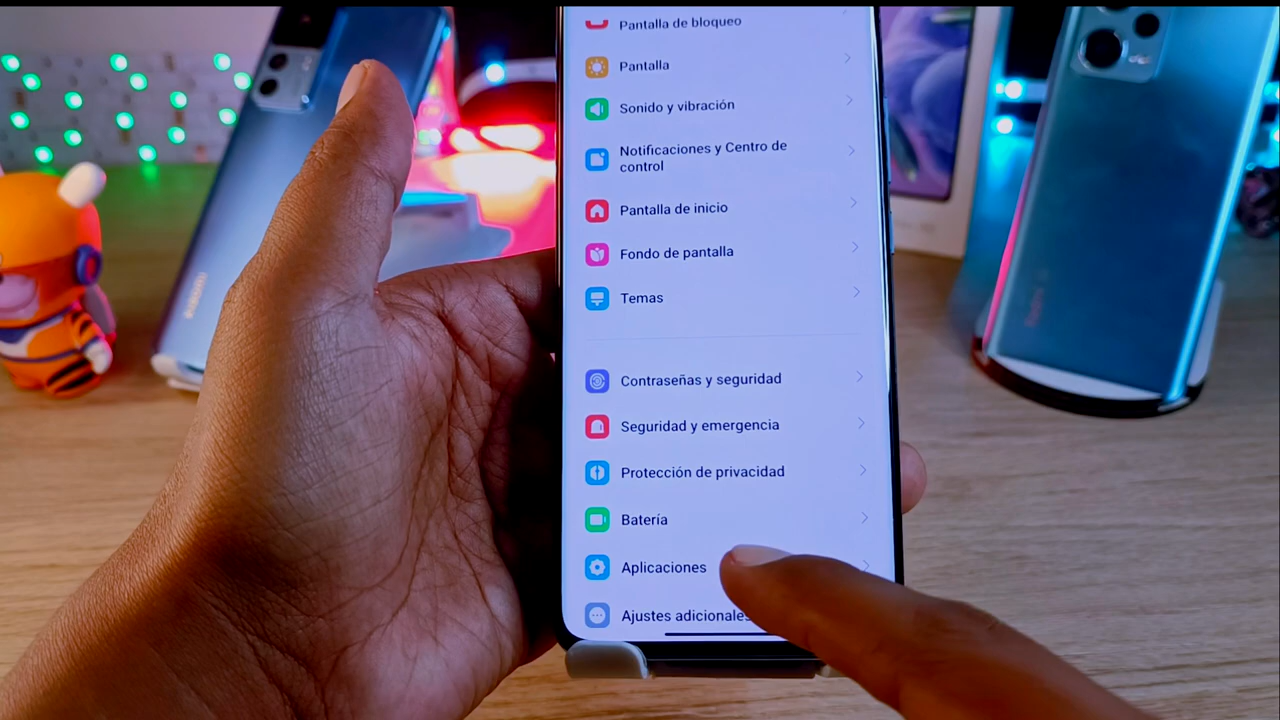 Pantalla de bloqueo
Pantalla
Sonido y vibración
Notificaciones y Centro de
control
Pantalla de inicio
Fondo de pantalla
Temas
Contraseñas y seguridad
Seguridad y emergencia
Protección de privacidad
Batería
Aplicaciones
Ajustes adicionales
xiaomi